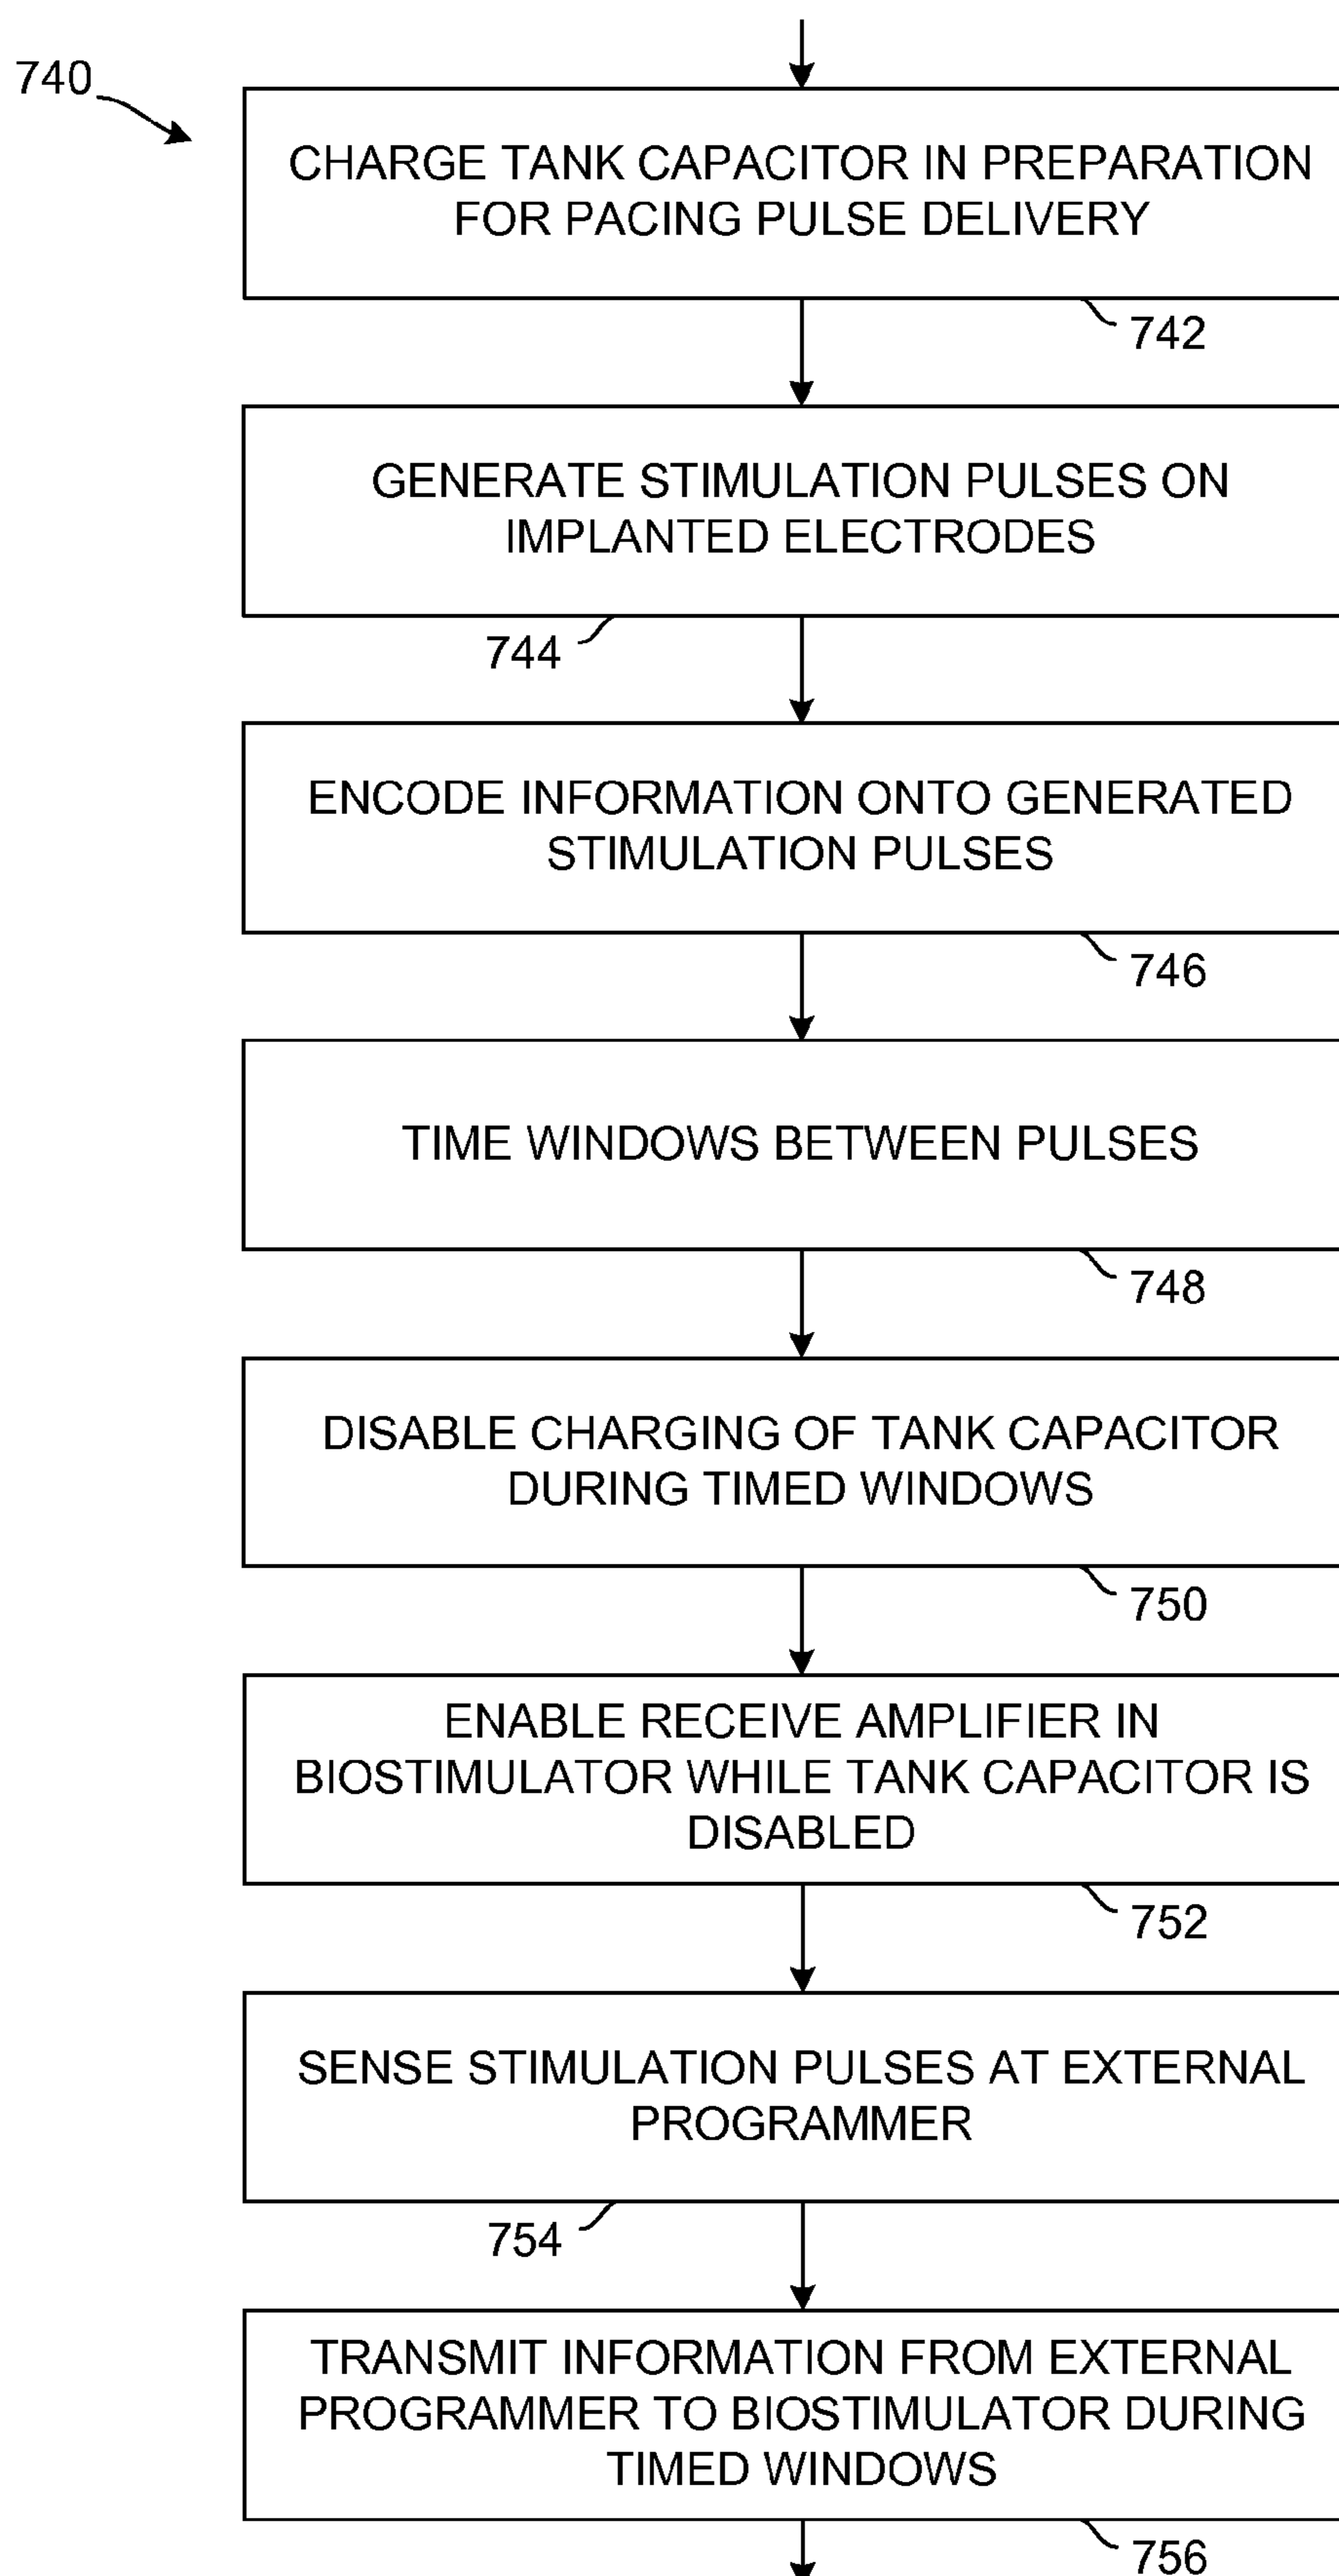 740
CHARGE TANK CAPACITOR IN PREPARATION
FOR PACING PULSE DELIVERY
742
GENERATE STIMULATION PULSES ON
IMPLANTED ELECTRODES
744
ENCODE INFORMATION ONTO GENERATED
STIMULATION PULSES
746
TIME WINDOWS BETWEEN PULSES
748
DISABLE CHARGING OF TANK CAPACITOR
DURING TIMED WINDOWS
750
ENABLE RECEIVE AMPLIFIER IN
BIOSTIMULATOR WHILE TANK CAPACITOR IS
DISABLED
752
SENSE STIMULATION PULSES AT EXTERNAL
PROGRAMMER
754
TRANSMIT INFORMATION FROM EXTERNAL
PROGRAMMER TO BIOSTIMULATOR DURING
TIMED WINDOWS
756